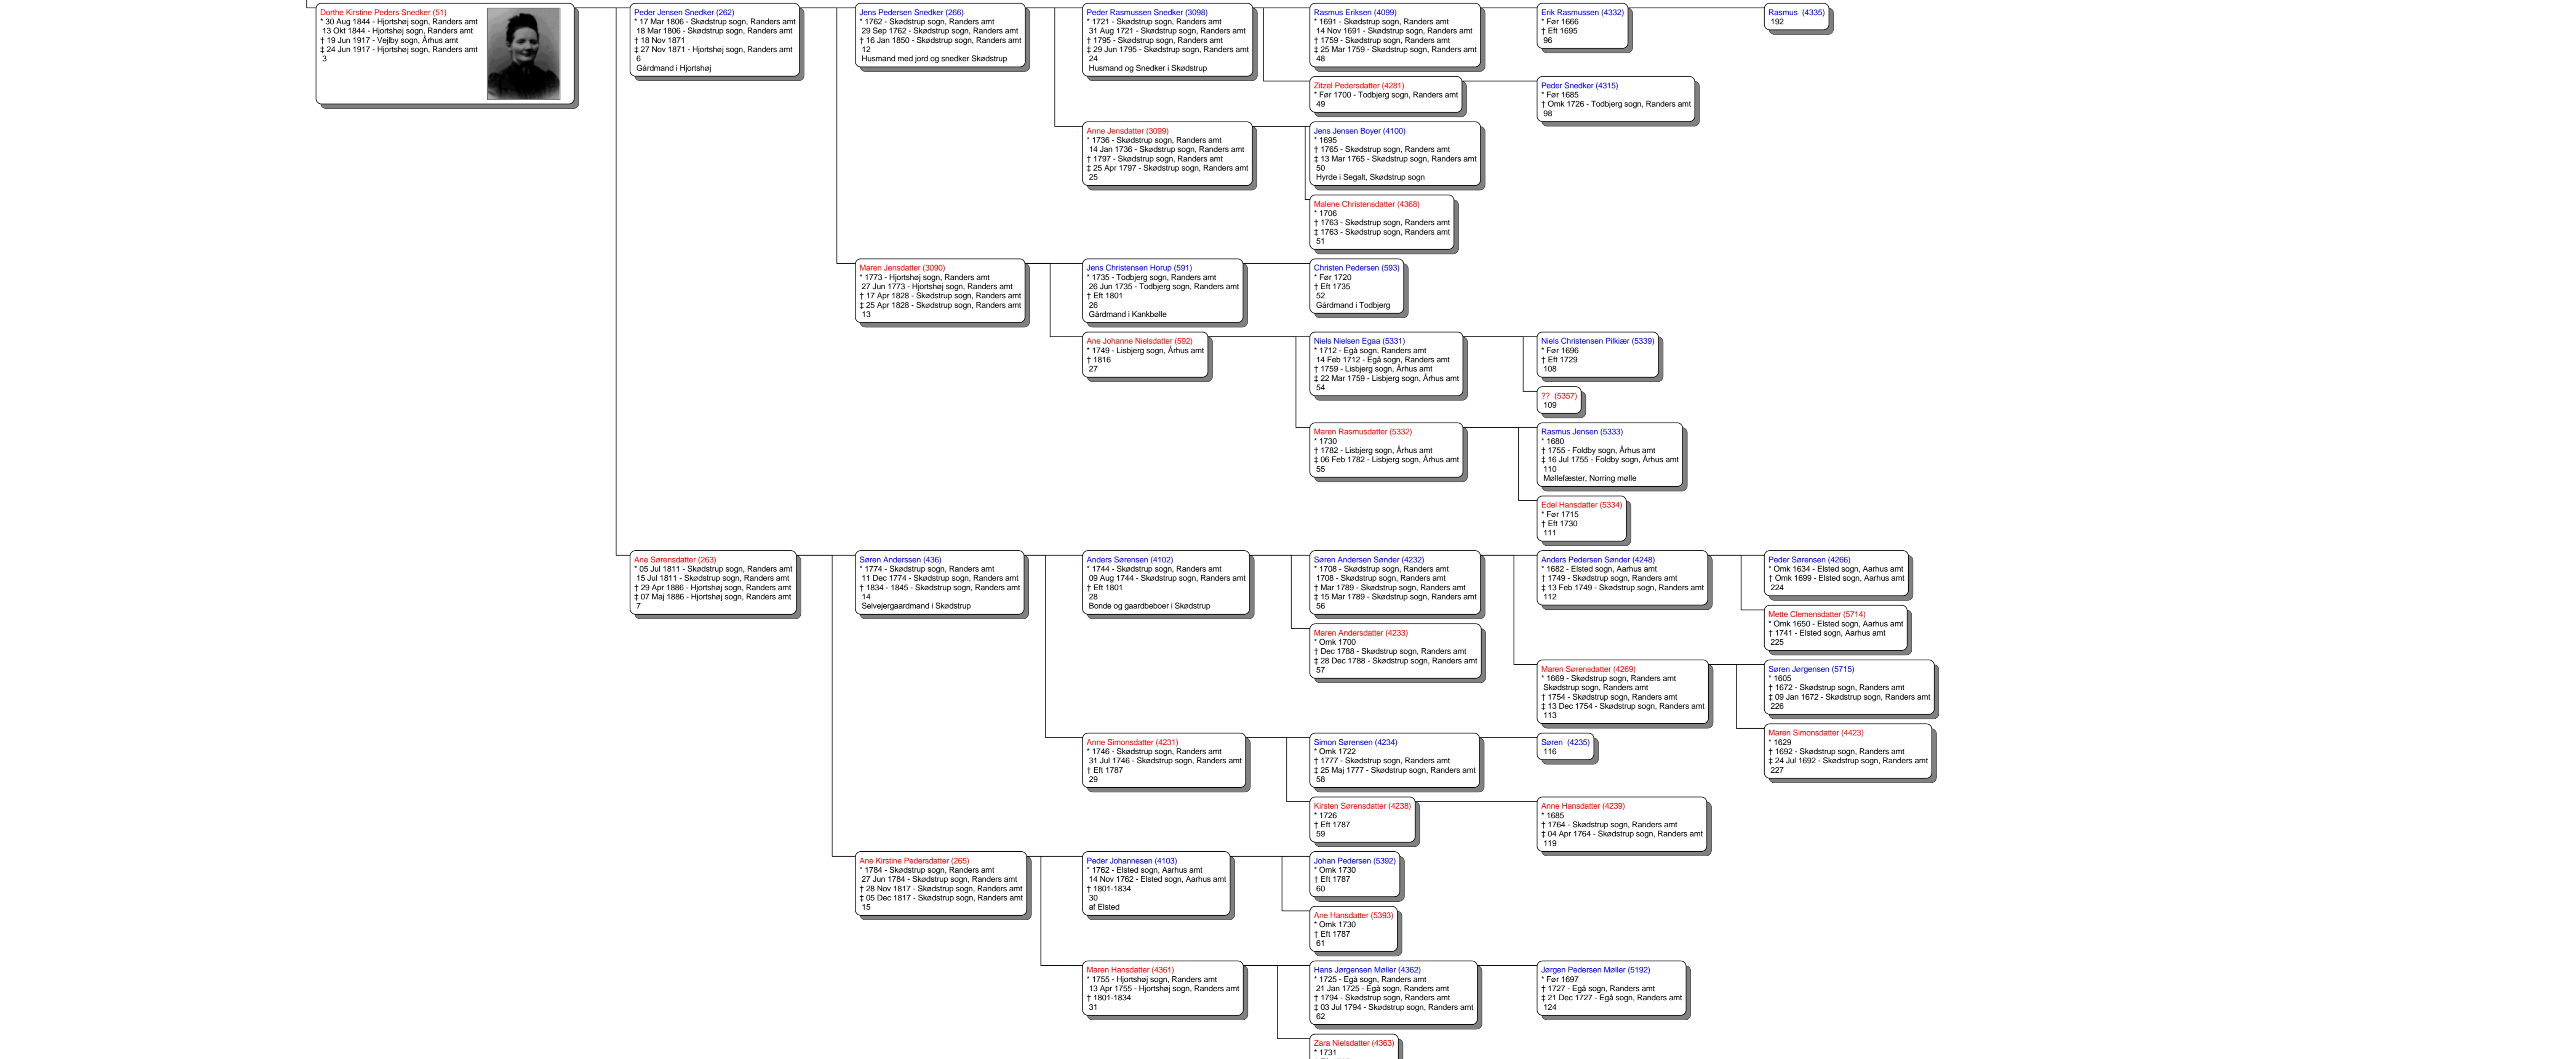 Dorthe Kirstine Peders Snedker (51)
* 30 Aug 1844 - Hjortshøj sogn, Randers amt
13 Okt 1844 - Hjortshøj sogn, Randers amt
† 19 Jun 1917 - Vejlby sogn, Århus amt
‡ 24 Jun 1917 - Hjortshøj sogn, Randers amt
3
Peder Jensen Snedker (262)
* 17 Mar 1806 - Skødstrup sogn, Randers amt
18 Mar 1806 - Skødstrup sogn, Randers amt
† 18 Nov 1871
‡ 27 Nov 1871 - Hjortshøj sogn, Randers amt
6
Gårdmand i Hjortshøj
Jens Pedersen Snedker (266)
* 1762 - Skødstrup sogn, Randers amt
29 Sep 1762 - Skødstrup sogn, Randers amt
† 16 Jan 1850 - Skødstrup sogn, Randers amt
12
Husmand med jord og snedker Skødstrup
Peder Rasmussen Snedker (3098)
* 1721 - Skødstrup sogn, Randers amt
31 Aug 1721 - Skødstrup sogn, Randers amt
† 1795 - Skødstrup sogn, Randers amt
‡ 29 Jun 1795 - Skødstrup sogn, Randers amt
24
Husmand og Snedker i Skødstrup
Rasmus Eriksen (4099)
* 1691 - Skødstrup sogn, Randers amt
14 Nov 1691 - Skødstrup sogn, Randers amt
† 1759 - Skødstrup sogn, Randers amt
‡ 25 Mar 1759 - Skødstrup sogn, Randers amt
48
Erik Rasmussen (4332)
* Før 1666
† Eft 1695
96
Rasmus (4335)
192
Zitzel Pedersdatter (4281)
* Før 1700 - Todbjerg sogn, Randers amt
49
Peder Snedker (4315)
* Før 1685
† Omk 1726 - Todbjerg sogn, Randers amt
98
Anne Jensdatter (3099)
* 1736 - Skødstrup sogn, Randers amt
14 Jan 1736 - Skødstrup sogn, Randers amt
† 1797 - Skødstrup sogn, Randers amt
‡ 25 Apr 1797 - Skødstrup sogn, Randers amt
25
Jens Jensen Boyer (4100)
* 1695
† 1765 - Skødstrup sogn, Randers amt
‡ 13 Mar 1765 - Skødstrup sogn, Randers amt
50
Hyrde i Segalt, Skødstrup sogn
Malene Christensdatter (4368)
* 1706
† 1763 - Skødstrup sogn, Randers amt
‡ 1763 - Skødstrup sogn, Randers amt
51
Maren Jensdatter (3090)
* 1773 - Hjortshøj sogn, Randers amt
27 Jun 1773 - Hjortshøj sogn, Randers amt
† 17 Apr 1828 - Skødstrup sogn, Randers amt
‡ 25 Apr 1828 - Skødstrup sogn, Randers amt
13
Jens Christensen Horup (591)
* 1735 - Todbjerg sogn, Randers amt
26 Jun 1735 - Todbjerg sogn, Randers amt
† Eft 1801
26
Gårdmand i Kankbølle
Christen Pedersen (593)
* Før 1720
† Eft 1735
52
Gårdmand i Todbjerg
Ane Johanne Nielsdatter (592)
* 1749 - Lisbjerg sogn, Århus amt
† 1816
27
Niels Nielsen Egaa (5331)
* 1712 - Egå sogn, Randers amt
14 Feb 1712 - Egå sogn, Randers amt
† 1759 - Lisbjerg sogn, Århus amt
‡ 22 Mar 1759 - Lisbjerg sogn, Århus amt
54
Niels Christensen Pilkiær (5339)
* Før 1696
† Eft 1729
108
?? (5357)
109
Maren Rasmusdatter (5332)
* 1730
† 1782 - Lisbjerg sogn, Århus amt
‡ 06 Feb 1782 - Lisbjerg sogn, Århus amt
55
Rasmus Jensen (5333)
* 1680
† 1755 - Foldby sogn, Århus amt
‡ 16 Jul 1755 - Foldby sogn, Århus amt
110
Møllefæster, Norring mølle
Edel Hansdatter (5334)
* Før 1715
† Eft 1730
111
Ane Sørensdatter (263)
* 05 Jul 1811 - Skødstrup sogn, Randers amt
15 Jul 1811 - Skødstrup sogn, Randers amt
† 29 Apr 1886 - Hjortshøj sogn, Randers amt
‡ 07 Maj 1886 - Hjortshøj sogn, Randers amt
7
Søren Anderssen (436)
* 1774 - Skødstrup sogn, Randers amt
11 Dec 1774 - Skødstrup sogn, Randers amt
† 1834 - 1845 - Skødstrup sogn, Randers amt
14
Selvejergaardmand i Skødstrup
Anders Sørensen (4102)
* 1744 - Skødstrup sogn, Randers amt
09 Aug 1744 - Skødstrup sogn, Randers amt
† Eft 1801
28
Bonde og gaardbeboer i Skødstrup
Søren Andersen Sønder (4232)
* 1708 - Skødstrup sogn, Randers amt
1708 - Skødstrup sogn, Randers amt
† Mar 1789 - Skødstrup sogn, Randers amt
‡ 15 Mar 1789 - Skødstrup sogn, Randers amt
56
Anders Pedersen Sønder (4248)
* 1682 - Elsted sogn, Aarhus amt
† 1749 - Skødstrup sogn, Randers amt
‡ 13 Feb 1749 - Skødstrup sogn, Randers amt
112
Peder Sørensen (4266)
* Omk 1634 - Elsted sogn, Aarhus amt
† Omk 1699 - Elsted sogn, Aarhus amt
224
Mette Clemensdatter (5714)
* Omk 1650 - Elsted sogn, Aarhus amt
† 1741 - Elsted sogn, Aarhus amt
225
Maren Andersdatter (4233)
* Omk 1700
† Dec 1788 - Skødstrup sogn, Randers amt
‡ 28 Dec 1788 - Skødstrup sogn, Randers amt
57
Maren Sørensdatter (4269)
* 1669 - Skødstrup sogn, Randers amt
Skødstrup sogn, Randers amt
† 1754 - Skødstrup sogn, Randers amt
‡ 13 Dec 1754 - Skødstrup sogn, Randers amt
113
Søren Jørgensen (5715)
* 1605
† 1672 - Skødstrup sogn, Randers amt
‡ 09 Jan 1672 - Skødstrup sogn, Randers amt
226
Maren Simonsdatter (4423)
* 1629
† 1692 - Skødstrup sogn, Randers amt
‡ 24 Jul 1692 - Skødstrup sogn, Randers amt
227
Anne Simonsdatter (4231)
* 1746 - Skødstrup sogn, Randers amt
31 Jul 1746 - Skødstrup sogn, Randers amt
† Eft 1787
29
Simon Sørensen (4234)
* Omk 1722
† 1777 - Skødstrup sogn, Randers amt
‡ 25 Maj 1777 - Skødstrup sogn, Randers amt
58
Søren (4235)
116
Kirsten Sørensdatter (4238)
* 1726
† Eft 1787
59
Anne Hansdatter (4239)
* 1685
† 1764 - Skødstrup sogn, Randers amt
‡ 04 Apr 1764 - Skødstrup sogn, Randers amt
119
Ane Kirstine Pedersdatter (265)
* 1784 - Skødstrup sogn, Randers amt
27 Jun 1784 - Skødstrup sogn, Randers amt
† 28 Nov 1817 - Skødstrup sogn, Randers amt
‡ 05 Dec 1817 - Skødstrup sogn, Randers amt
15
Peder Johannesen (4103)
* 1762 - Elsted sogn, Aarhus amt
14 Nov 1762 - Elsted sogn, Aarhus amt
† 1801-1834
30
af Elsted
Johan Pedersen (5392)
* Omk 1730
† Eft 1787
60
Ane Hansdatter (5393)
* Omk 1730
† Eft 1787
61
Maren Hansdatter (4361)
* 1755 - Hjortshøj sogn, Randers amt
13 Apr 1755 - Hjortshøj sogn, Randers amt
† 1801-1834
31
Hans Jørgensen Møller (4362)
* 1725 - Egå sogn, Randers amt
21 Jan 1725 - Egå sogn, Randers amt
† 1794 - Skødstrup sogn, Randers amt
‡ 03 Jul 1794 - Skødstrup sogn, Randers amt
62
Jørgen Pedersen Møller (5192)
* Før 1697
† 1727 - Egå sogn, Randers amt
‡ 21 Dec 1727 - Egå sogn, Randers amt
124
Zara Nielsdatter (4363)
* 1731